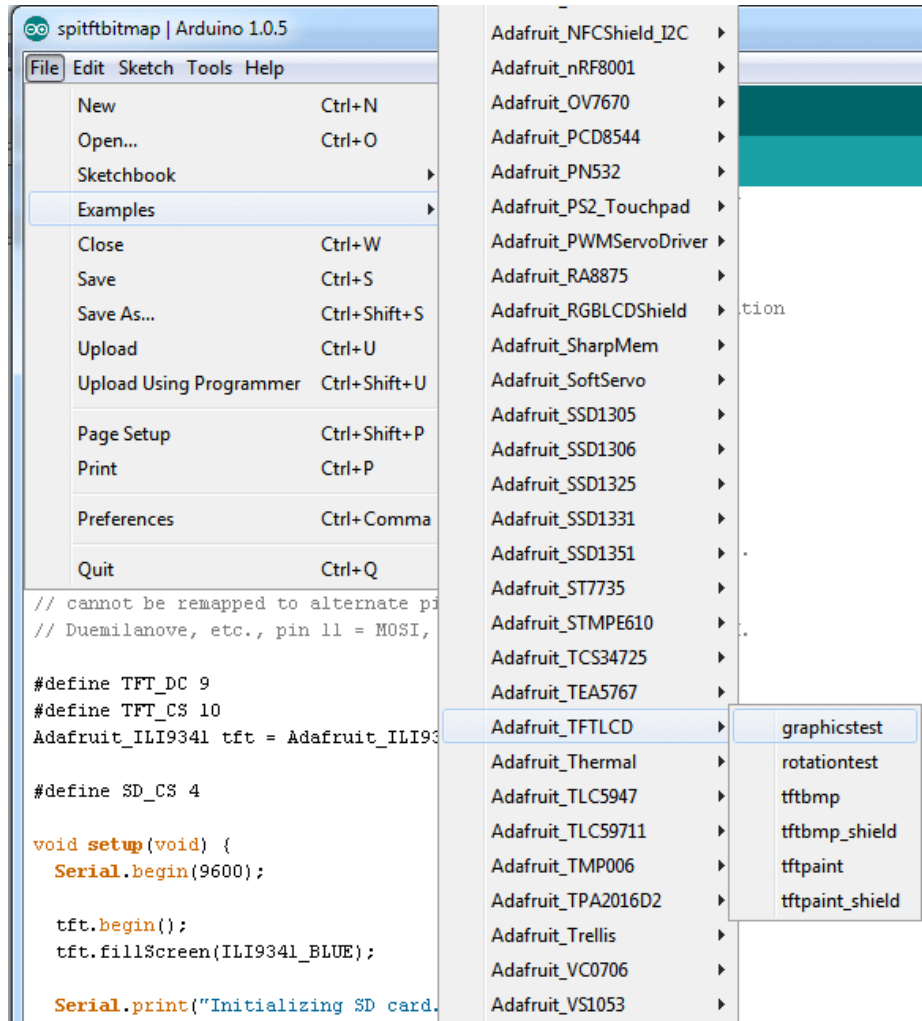 spitftbitmap | Arduino 1.0.5
File Edit Sketch Tools Help
New Ctrl+N
Open... Ctrl+O
Sketchbook
Examples
Close Ctrl+W
Save Ctrl+S
Save As... Ctrl+Shift+S
Upload Ctrl+U
Upload Using Programmer Ctrl+Shift+U
Page Setup Ctrl+Shift+P
Print Ctrl+P
Preferences Ctrl+Comma
Quit Ctrl+Q
Adafruit_NFCShield_I2C
Adafruit_nRF8001
Adafruit_OV7670
Adafruit_PCD8544
Adafruit_PN532
Adafruit_PS2_Touchpad
Adafruit_PWMServoDriver
Adafruit_RA8875
Adafruit_RGBLCDShield
Adafruit_SharpMem
Adafruit_SoftServo
Adafruit_SSD1305
Adafruit_SSD1306
Adafruit_SSD1325
Adafruit_SSD1331
Adafruit_SSD1351
Adafruit_ST7735
Adafruit_STMPE610
Adafruit_TCS34725
Adafruit_TEA5767
Adafruit_TFTLCD
Adafruit_Thermal
Adafruit_TLC5947
Adafruit_TLC59711
Adafruit_TMP006
Adafruit_TPA2016D2
Adafruit_Trellis
Adafruit_VC0706
Adafruit_VS1053
graphicstest
rotationtest
tftbmp
tftbmp_shield
tftpaint
tftpaint_shield
tion
// cannot be remapped to alternate pi
// Duemilanove, etc., pin 11 = MOSI,
#define TFT_DC 9
#define TFT_CS 10
Adafruit_ILI9341 tft = Adafruit_ILI93
#define SD_CS 4
void setup(void) {
Serial.begin(9600);
tft.begin();
tft.fillScreen(ILI9341_BLUE);
Serial.print("Initializing SD card.